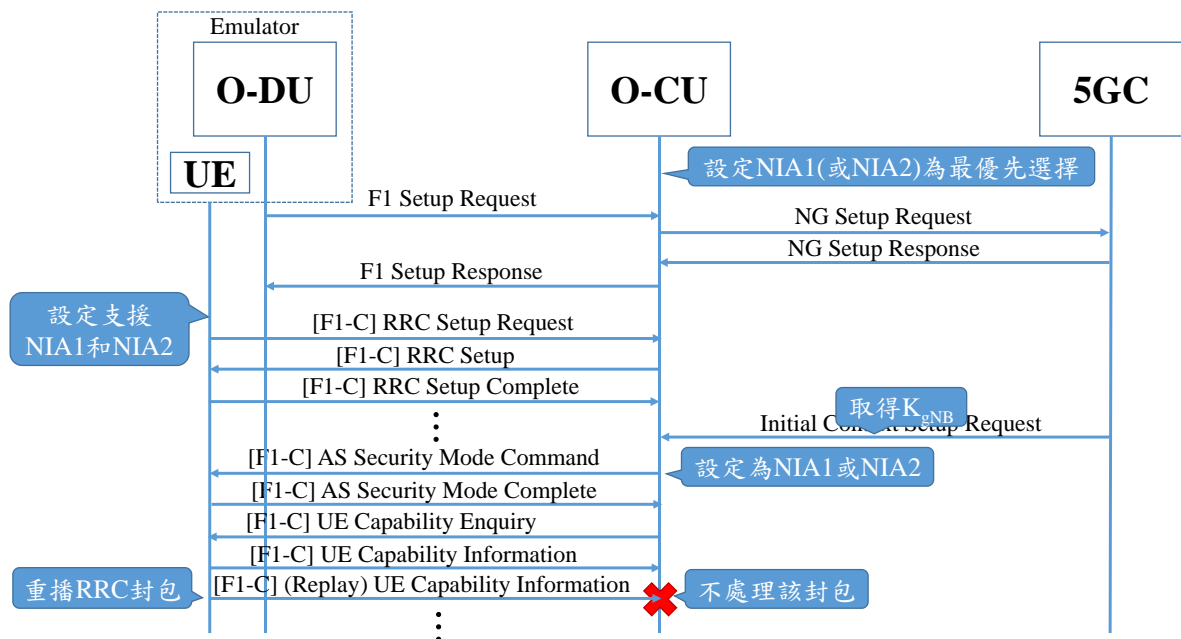 Emulator
O-DU
O-CU
5GC
UE
設定NIA1(或NIA2)為最優先選擇
F1 Setup Request
NG Setup Request
NG Setup Response
F1 Setup Response
設定支援
NIA1和NIA2
[F1-C] RRC Setup Request
[F1-C] RRC Setup
[F1-C] RRC Setup Complete
取得KgNB
Initial Context Setup Request
[F1-C] AS Security Mode Command
設定為NIA1或NIA2
[F1-C] AS Security Mode Complete
[F1-C] UE Capability Enquiry
[F1-C] UE Capability Information
重播RRC封包
[F1-C] (Replay) UE Capability Information
不處理該封包